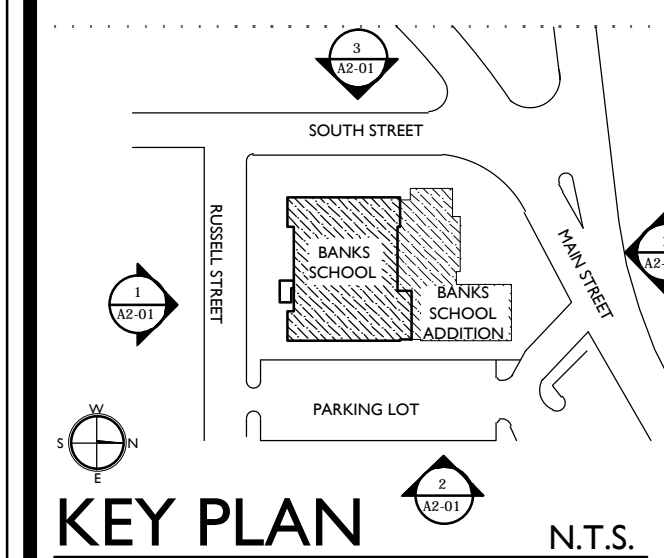 3
A2-01
SOUTH STREET
RUSSELL STREET
BANKS
SCHOOL
MAIN STREET
A2-
1
A2-01
BANKS
SCHOOL
ADDITION
PARKING LOT
W
S
N
E
2
A2-01
KEY PLAN
N.T.S.